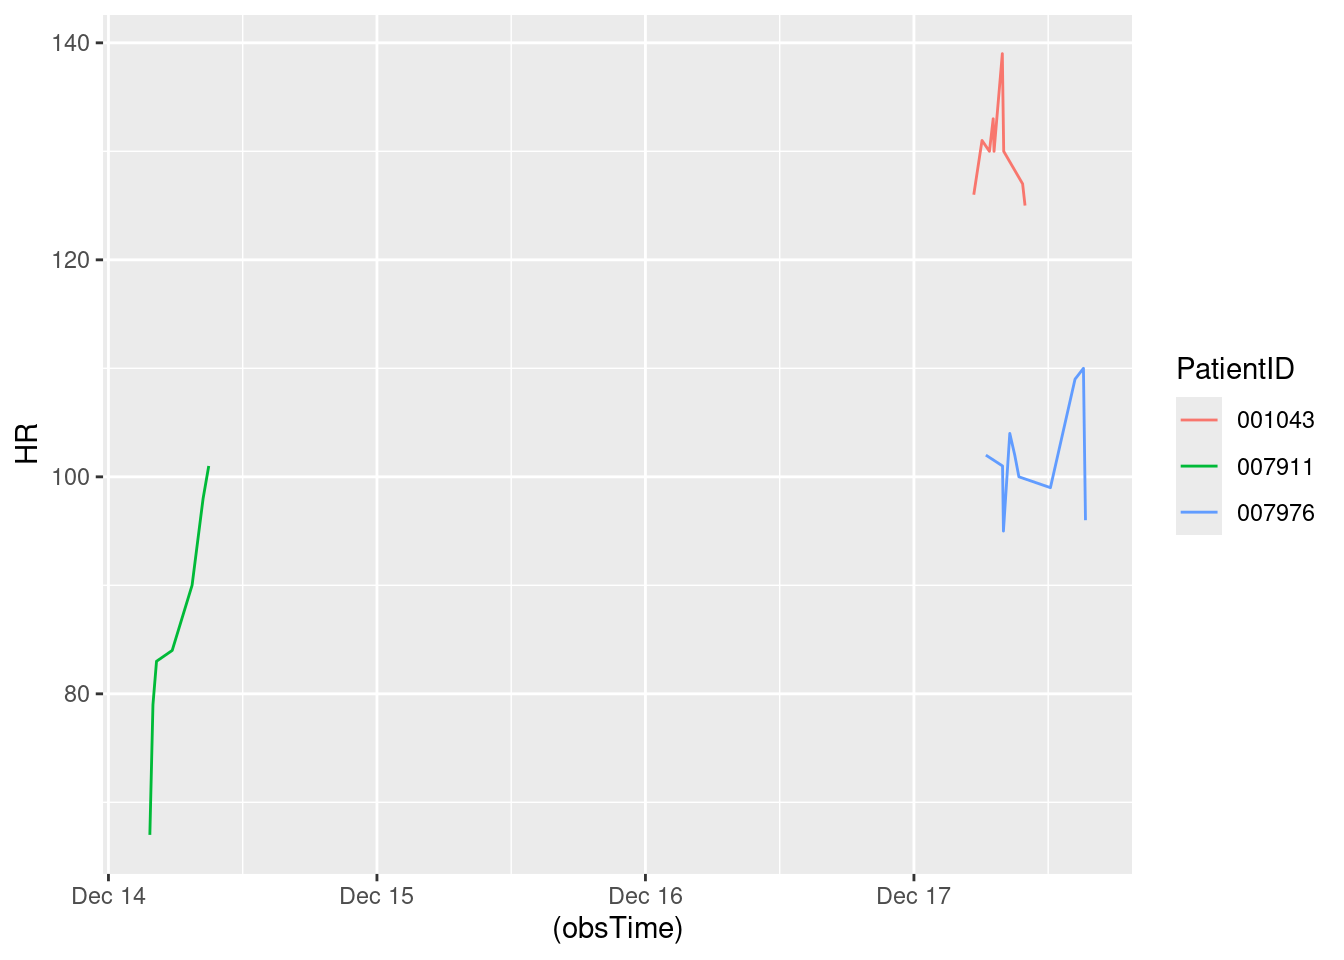 140
120
100
80
HR
Dec 14
Dec 15
Dec 16
Dec 17
(obsTime)
PatientID
001043
007911
007976